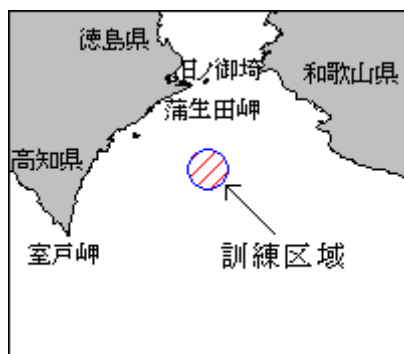 徳島県
日ノ御埼
和歌山県
蒲生田岬
高知県
室戸岬
訓練区域